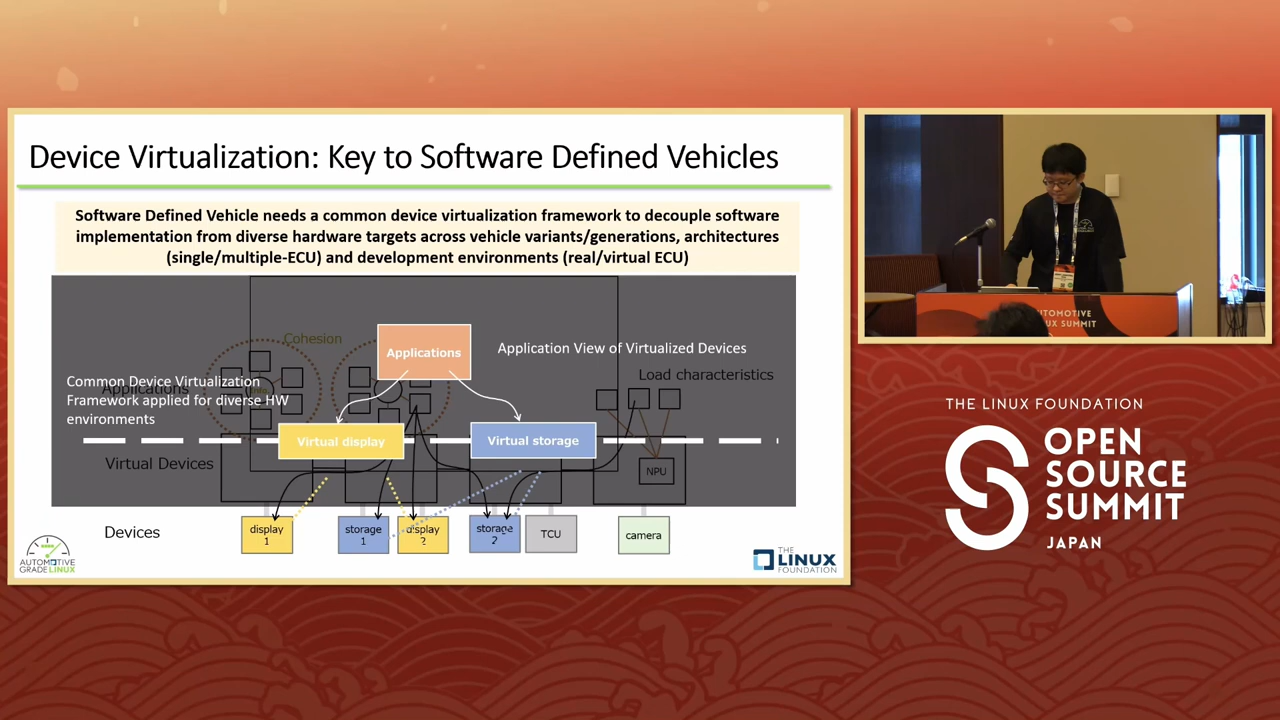 Device Virtualization: Key to Software Defined Vehicles
Software Defined Vehicle needs a common device virtualization framework to decouple software
implementation from diverse hardware targets across vehicle variants/generations, architectures
(single/multiple-ECU) and development environments (real/virtual ECU)
Cohesion
Applications
Application View of Virtualized Devices
Load characteristics
Common Device Virtualization
Applications
Framework applied for diverse HW
environments
Virtual display
Virtual storage
Virtual Devices
NPU
Devices
display
1
storage
1
display
2
storage
2
TCU
camera
AUTOMOTIVE
GRADELINUX
THE
LINUX
FOUNDATION
AUTOMOTIVE
LINUX SUMMIT
THE LINUX FOUNDATION
OPEN
SOURCE
SUMMIT
JAPAN